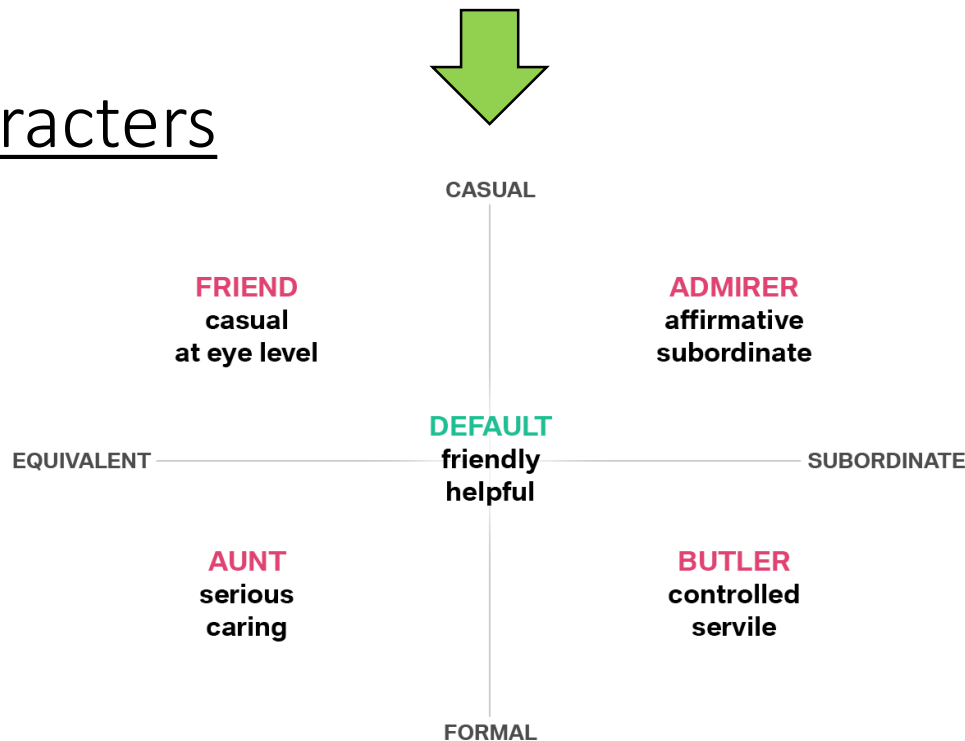 racters
CASUAL
FRIEND
casual
at eye level
ADMIRER
affirmative
subordinate
DEFAULT
friendly
helpful
EQUIVALENT
SUBORDINATE
AUNT
serious
caring
BUTLER
controlled
servile
FORMAL